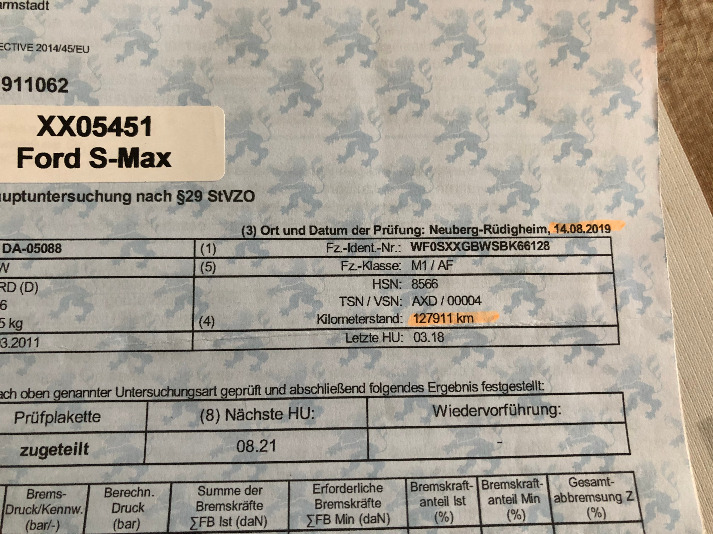 armstadt
ECTIVE 2014/45/EU
911062
XX05451
Ford S-Max
auptuntersuchung nach §29 StVZO
(3) Ort und Datum der Prüfung: Neuberg-Rüdigheim, 14.08.2019
DA-05088 (1) Fz.-Ident.-Nr.: WF0SXXGBWSBK66128
W (5) Fz.-Klasse: M1 / AF
RD (D) HSN: 8566
6 TSN / VSN: AXD / 00004
5 kg (4) Kilometerstand: 127911 km
3.2011 Letzte HU: 03.18
ach oben genannter Untersuchungsart geprüft und abschließend folgendes Ergebnis festgestellt:
Prüfplakette (8) Nächste HU: Wiedervorführung:
zugeteilt 08.21 -
Brems- Berechn. Summe der Erforderliche Bremskraft- Bremskraft- Gesamt-
Druck/Kennw. Druck Bremskräfte Bremskräfte anteil Ist anteil Min abbremsung Z
(bar/-) (bar) ∑FB Ist (daN) ∑FB Min (daN) (%) (%) (%)